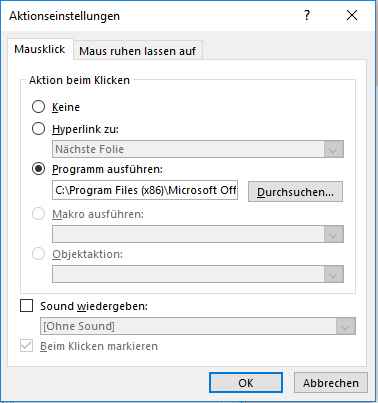 Aktionseinstellungen
Mausklick
Maus ruhen lassen auf
Aktion beim Klicken
Keine
Hyperlink zu:
Nächste Folie
Programm ausführen:
C:\Program Files (x86)\Microsoft Off
Durchsuchen...
Makro ausführen:
Objektaktion:
Sound wiedergeben:
[Ohne Sound]
Beim Klicken markieren
OK
Abbrechen